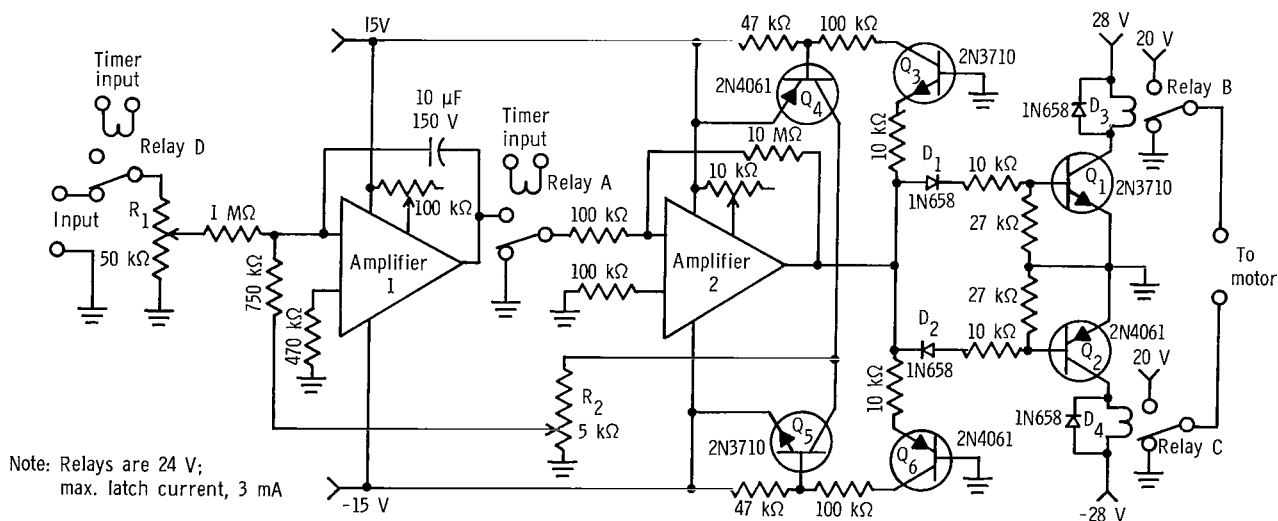 Timer
input
Relay D
Input
R1
50 kΩ
1 MΩ
750 kΩ
470 kΩ
15V
10 µF
150 V
100 kΩ
Amplifier
1
-15 V
Timer
input
Relay A
100 kΩ
100 kΩ
10 MΩ
10 kΩ
Amplifier
2
R2
5 kΩ
47 kΩ
100 kΩ
2N4061
Q4
Q3
2N3710
10 kΩ
D1
1N658
10 kΩ
27 kΩ
27 kΩ
D2
1N658
10 kΩ
10 kΩ
2N3710
Q5
47 kΩ
100 kΩ
Q6
2N4061
28 V
20 V
Relay B
1N658
D3
Q1
2N3710
To
motor
2N4061
Q2
20 V
1N658
D4
Relay C
-28 V
Note: Relays are 24 V;
max. latch current, 3 mA